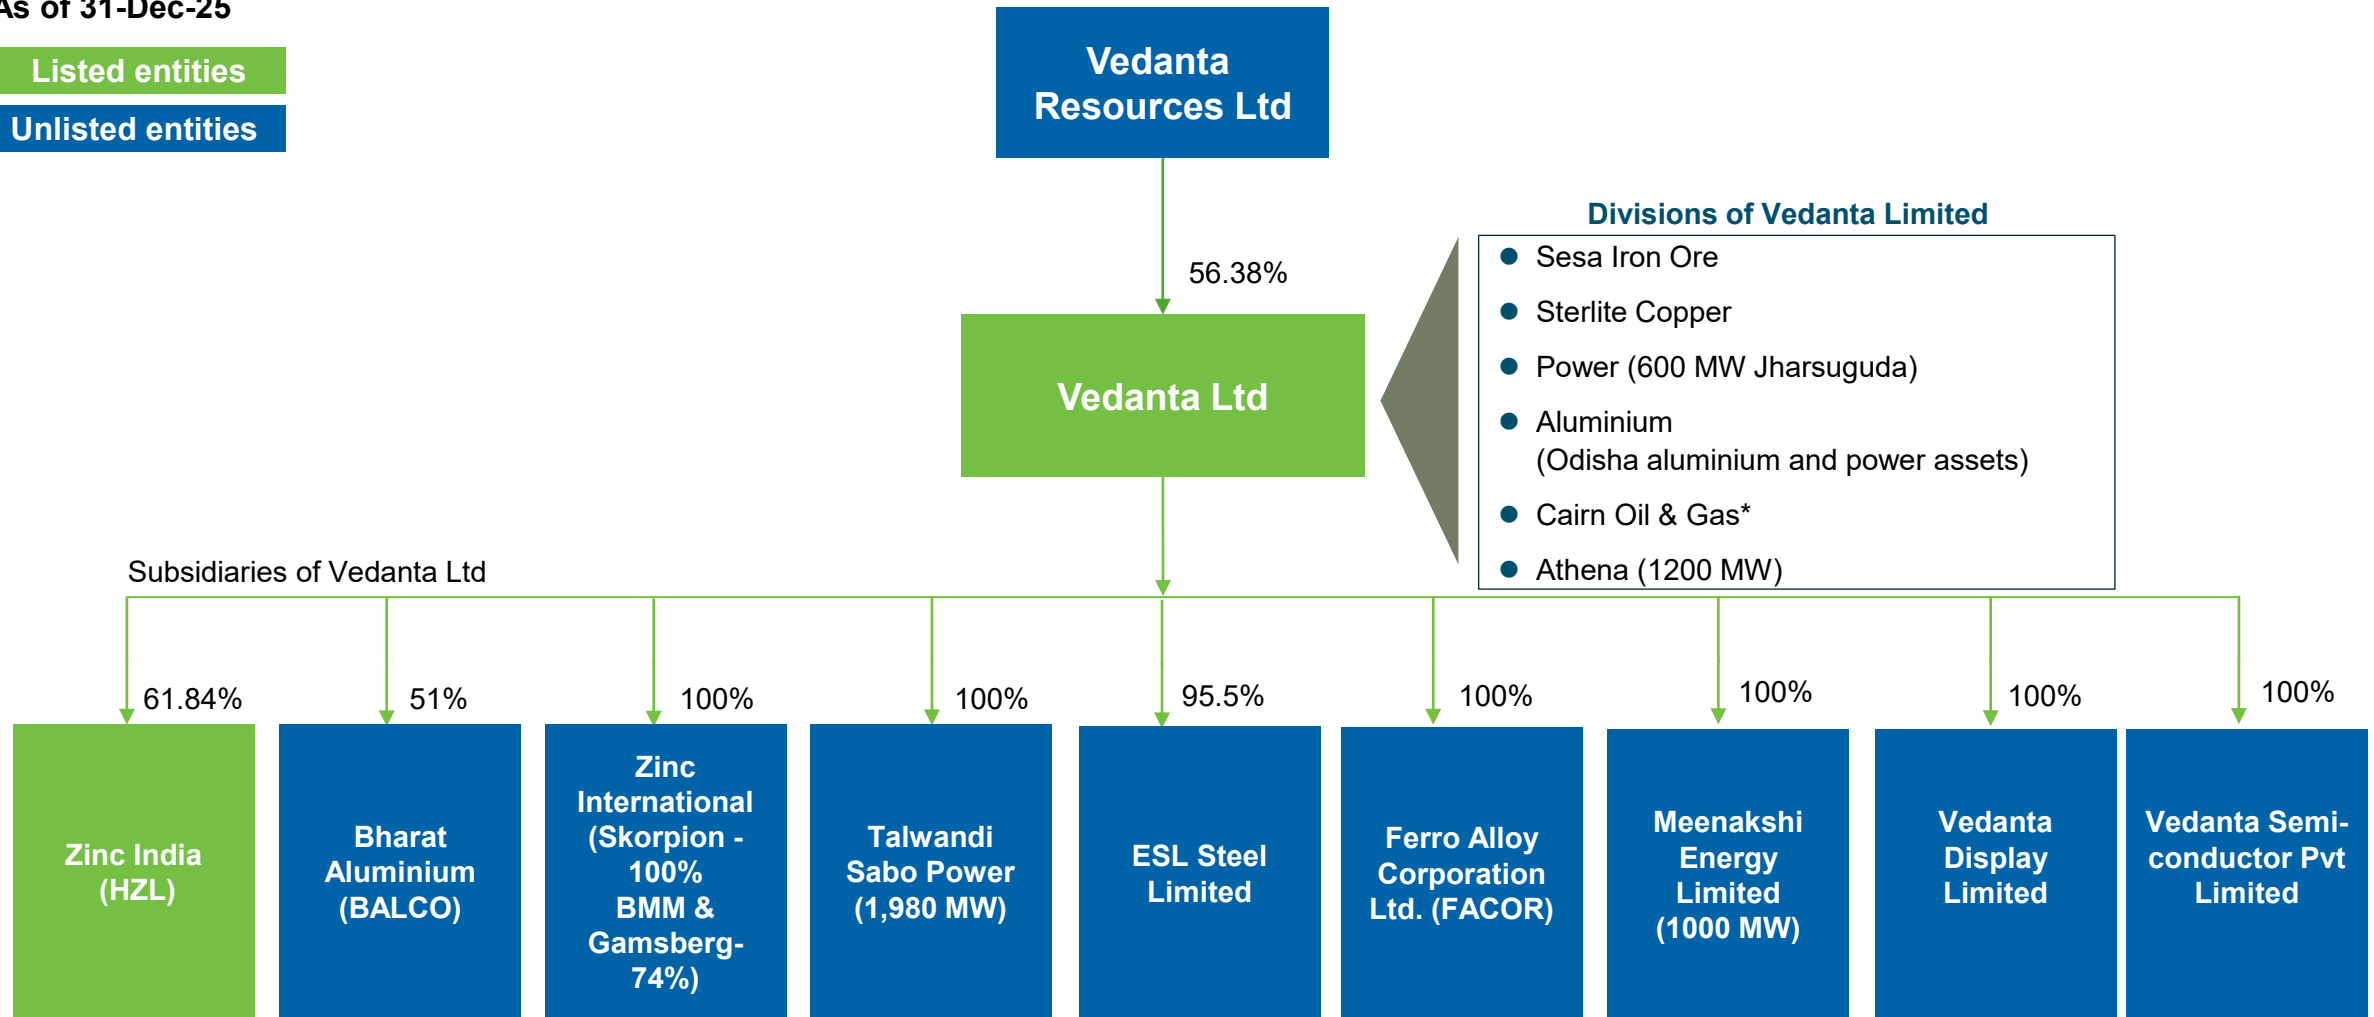 As of 31-Dec-25
Listed entities
Unlisted entities
Vedanta
Resources Ltd
56.38%
Vedanta Ltd
Divisions of Vedanta Limited
Sesa Iron Ore
Sterlite Copper
Power (600 MW Jharsuguda)
Aluminium
(Odisha aluminium and power assets)
Cairn Oil & Gas*
Athena (1200 MW)
Subsidiaries of Vedanta Ltd
61.84%
51%
100%
100%
95.5%
100%
100%
100%
100%
Zinc India
(HZL)
Bharat
Aluminium
(BALCO)
Zinc
International
(Skorpion -
100%
BMM &
Gamsberg-
74%)
Talwandi
Sabo Power
(1,980 MW)
ESL Steel
Limited
Ferro Alloy
Corporation
Ltd. (FACOR)
Meenakshi
Energy
Limited
(1000 MW)
Vedanta
Display
Limited
Vedanta Semi-
conductor Pvt
Limited